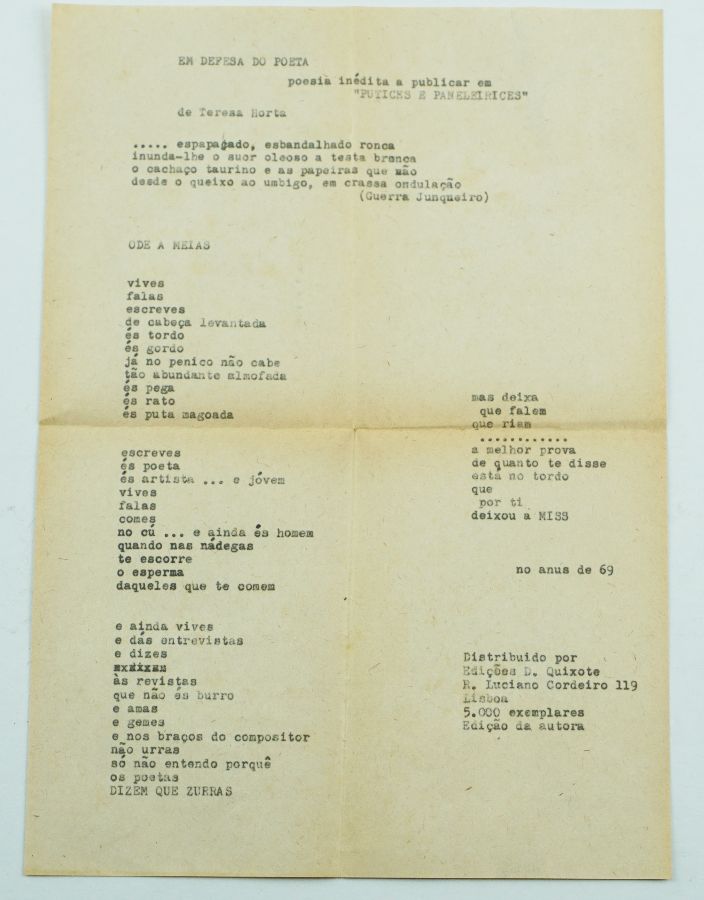 EM DEFESA DO POETA
poesia inédita a publicar em
"PUTICES E PANELEIRICES"
de Teresa Horta
..... espapaçado, esbandalhado ronca
inunda-lhe o suor oleoso a testa bronca
o cachaço taurino e as papeiras que vão
desde o queixo ao umbigo, em crassa ondulação
(Guerra Junqueiro)
ODE A MEIAS
vives
falas
escreves
de cabeça levantada
és tordo
és gordo
já no penico não cabe
tão abundante almofada
és pega
és rato
és puta magoada
escreves
és poeta
és artista ... e jóvem
vives
falas
comes
no cú ... e ainda és homem
quando nas nádegas
te escorre
o esperma
daqueles que te comem
e ainda vives
e dás entrevistas
e dizes
às revistas
que não és burro
e amas
e gemes
e nos braços do compositor
não urras
só não entendo porquê
os poetas
DIZEM QUE ZURRAS
mas deixa
que falem
que riam
............
a melhor prova
de quanto te disse
está no tordo
que
por ti
deixou a MISS
no anus de 69
Distribuido por
Edições D. Quixote
R. Luciano Cordeiro 119
Lisboa
5.000 exemplares
Edição da autora